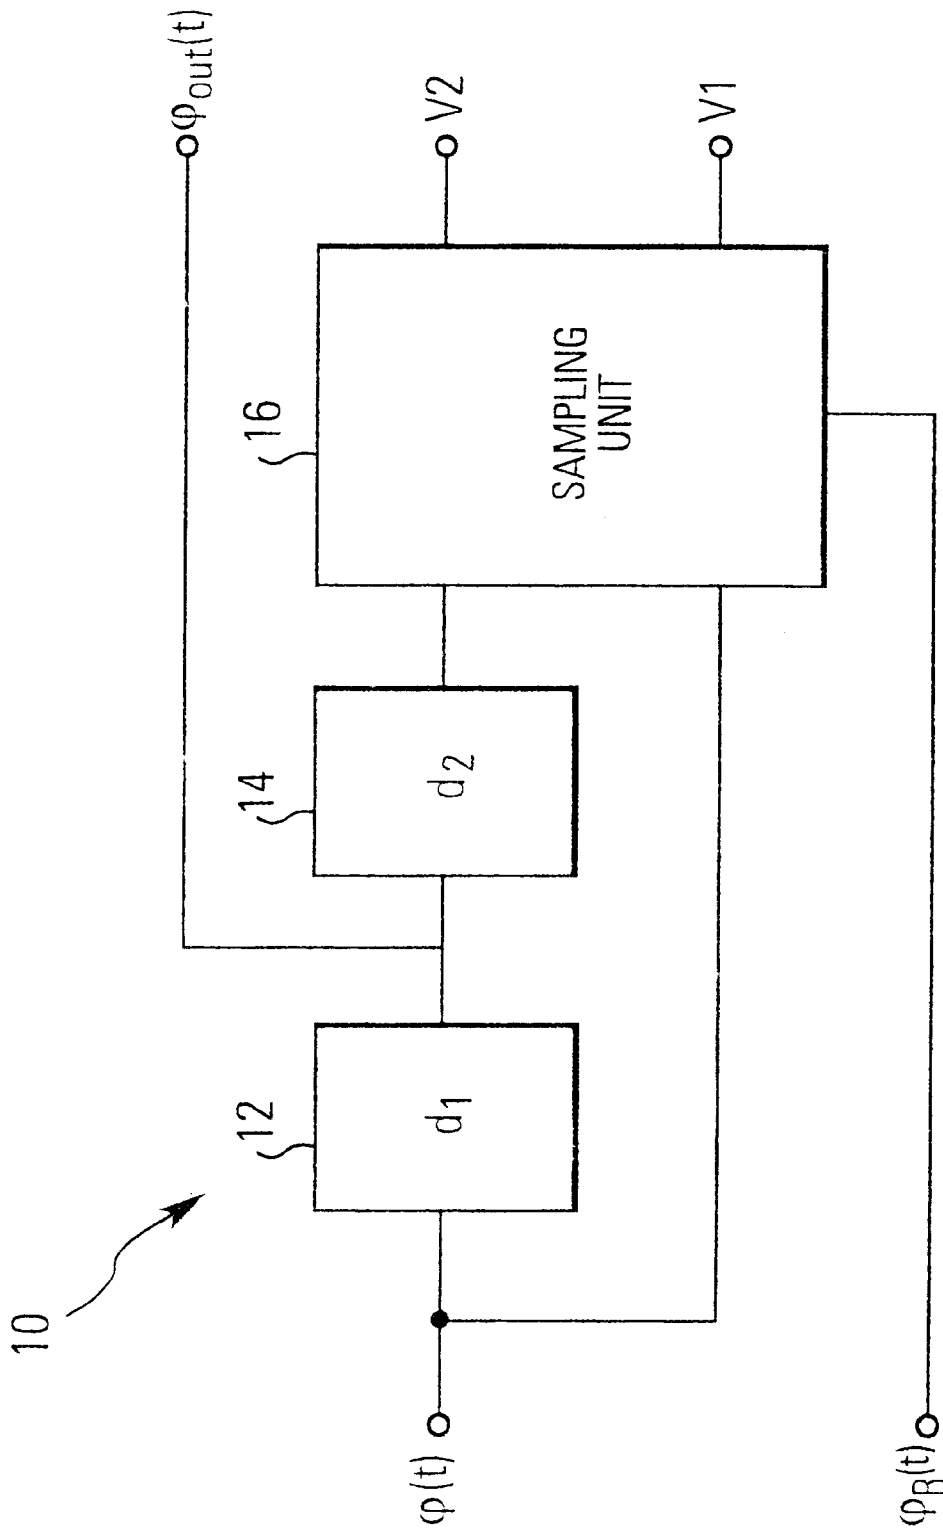 10
φ(t)
12
d1
14
d2
16
SAMPLING
UNIT
φout(t)
V2
V1
φR(t)